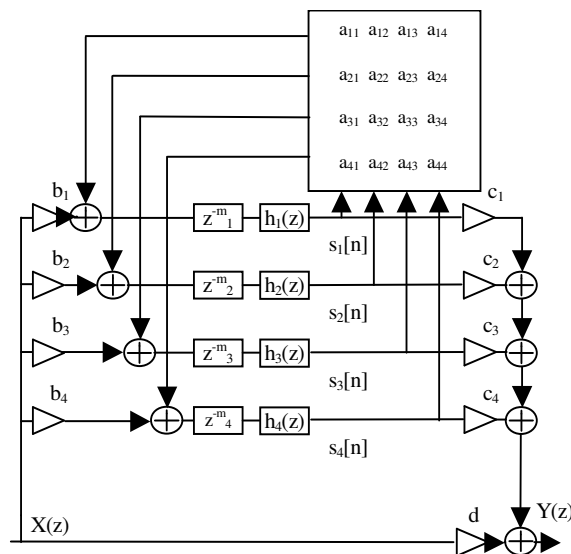 a₁₁ a₁₂ a₁₃ a₁₄
a₂₁ a₂₂ a₂₃ a₂₄
a₃₁ a₃₂ a₃₃ a₃₄
a₄₁ a₄₂ a₄₃ a₄₄
b₁
z⁻ᵐ₁ h₁(z)
c₁
s₁[n]
b₂
z⁻ᵐ₂ h₂(z)
c₂
s₂[n]
b₃
z⁻ᵐ₃ h₃(z)
c₃
s₃[n]
b₄
z⁻ᵐ₄ h₄(z)
c₄
s₄[n]
X(z) d Y(z)